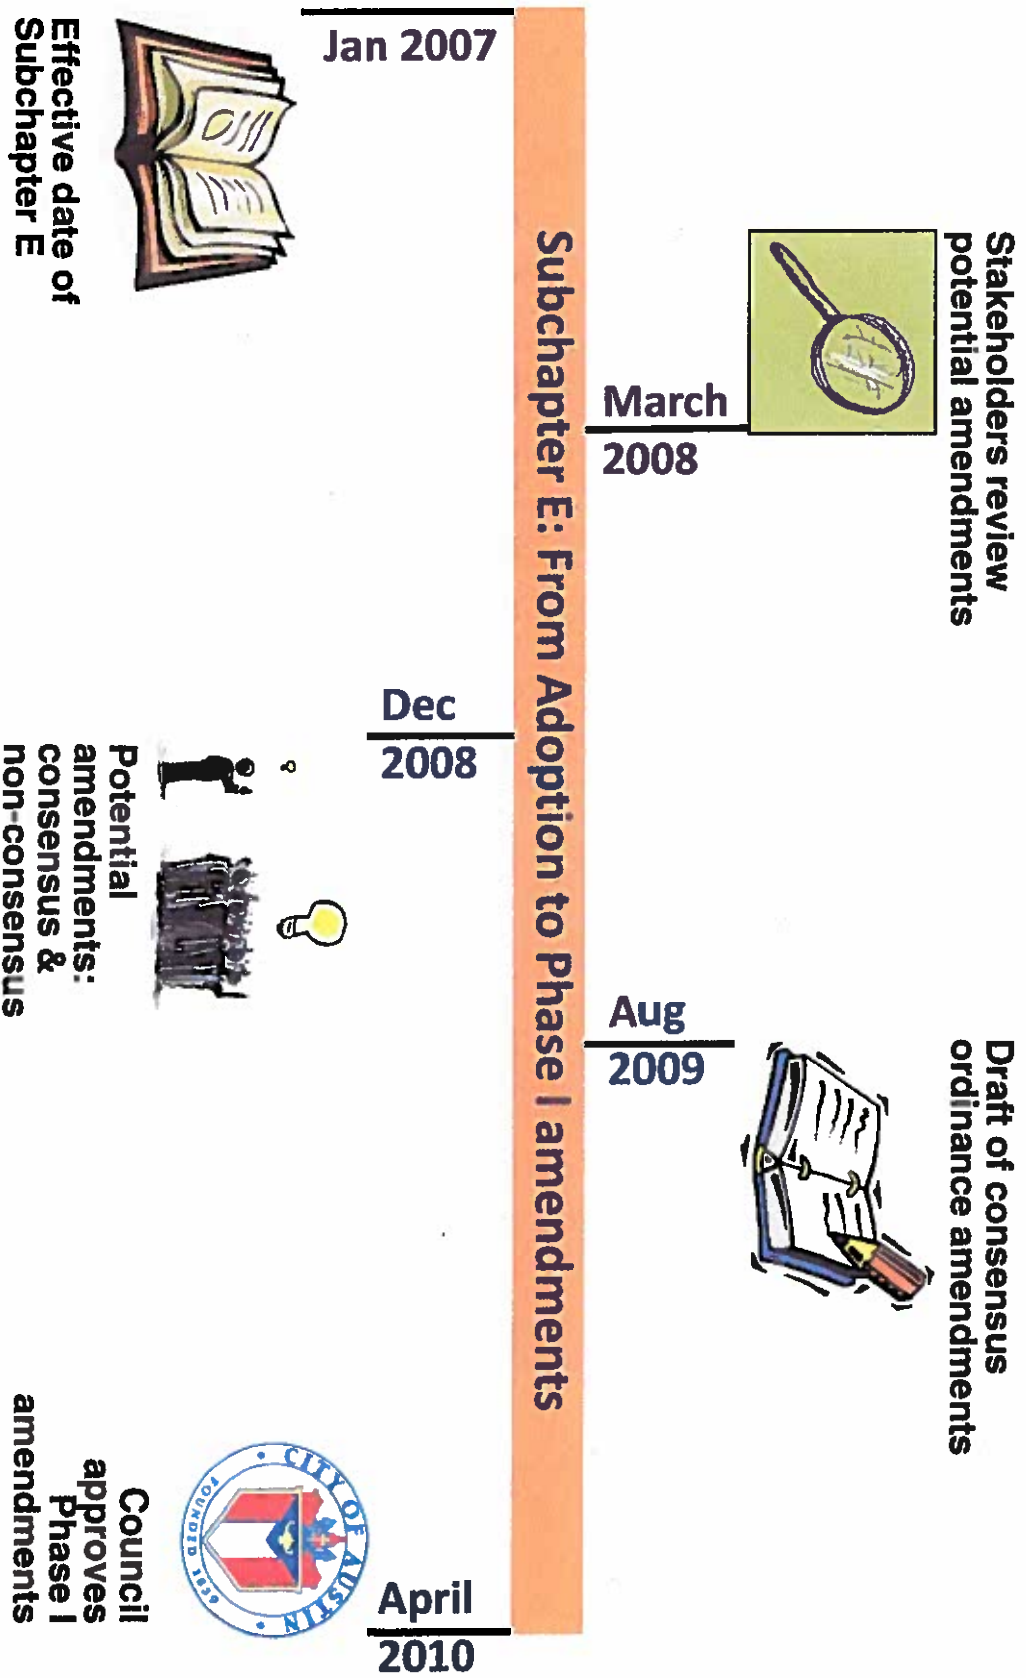 Subchapter E: From Adoption to Phase I amendments
Jan 2007
Effective date of
Subchapter E
Stakeholders review
potential amendments
March
2008
Dec
2008
Potential
amendments:
consensus &
non-consensus
Draft of consensus
ordinance amendments
Aug
2009
April
2010
CITY OF AUSTIN
FOUNDED 1839
Council
approves
Phase I
amendments